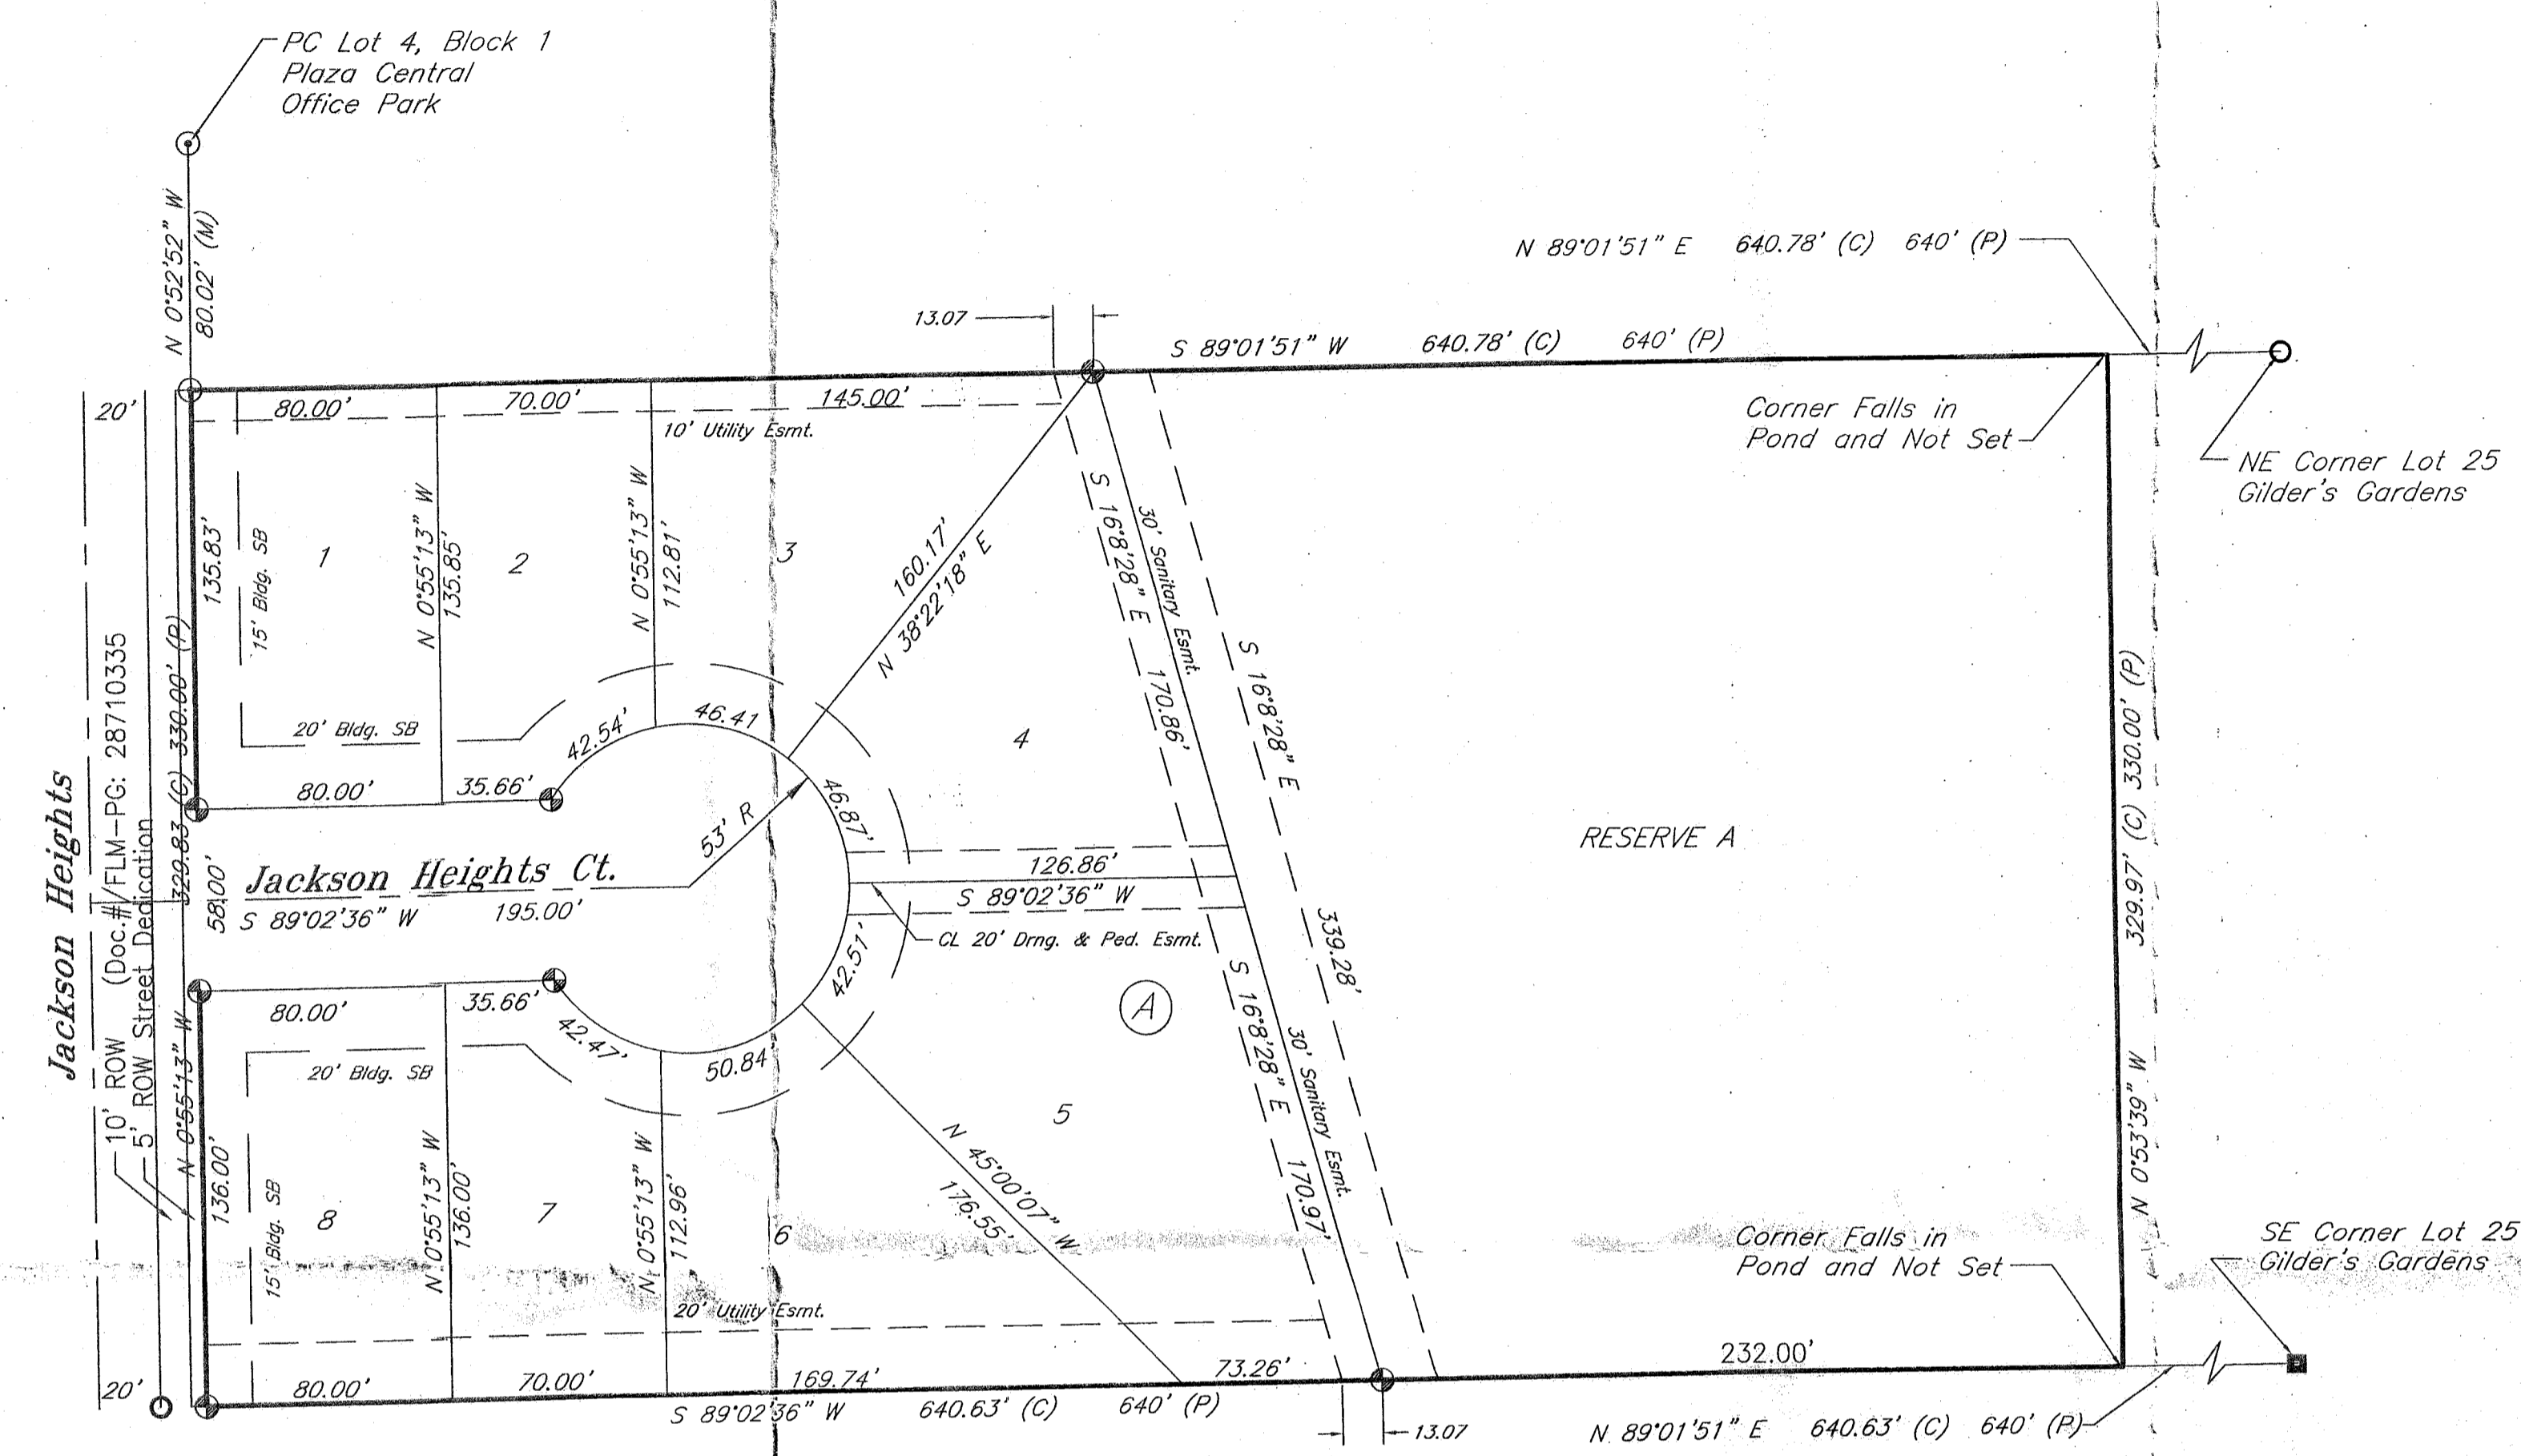 PC Lot 4, Block 1
Plaza Central
Office Park
N 0°52'52" W
80.02' (M)
N 89°01'51" E 640.78' (C) 640' (P)
13.07
S 89°01'51" W 640.78' (C) 640' (P)
20'
80.00'
70.00'
145.00'
10' Utility Esmt.
Corner Falls in
Pond and Not Set
NE Corner Lot 25
Gilder's Gardens
135.83'
15' Bldg. SB
1
N 0°55'13" W
135.85'
2
N 0°55'13" W
112.81'
3
160.17'
N 38°22'18" E
S 16°8'28" E 170.86'
30' Sanitary Esmt.
S 16°8'28" E
339.28'
4
20' Bldg. SB
42.54'
46.41
80.00'
35.66'
46.87'
53' R
RESERVE A
329.97' (C) 330.00' (P)
N 0°53'39" W
Jackson Heights
10' ROW (Doc.#/FLM-PG: 28710335
5' ROW Street Dedication
329.83 (C) 330.00' (P)
N 0°55'13" W
58.00'
Jackson Heights Ct.
S 89°02'36" W 195.00'
126.86'
S 89°02'36" W
CL 20' Drng. & Ped. Esmt.
42.51'
A
80.00'
35.66'
42.47'
50.84'
20' Bldg. SB
S 16°8'28" E 170.97'
30' Sanitary Esmt.
5
136.00'
15' Bldg. SB
8
N 0°55'13" W
136.00'
7
N 0°55'13" W
112.96'
6
N 45°00'07" W
176.55'
Corner Falls in
Pond and Not Set
SE Corner Lot 25
Gilder's Gardens
20' Utility Esmt.
20'
80.00'
70.00'
169.74'
73.26'
232.00'
S 89°02'36" W 640.63' (C) 640' (P)
13.07
N 89°01'51" E 640.63' (C) 640' (P)